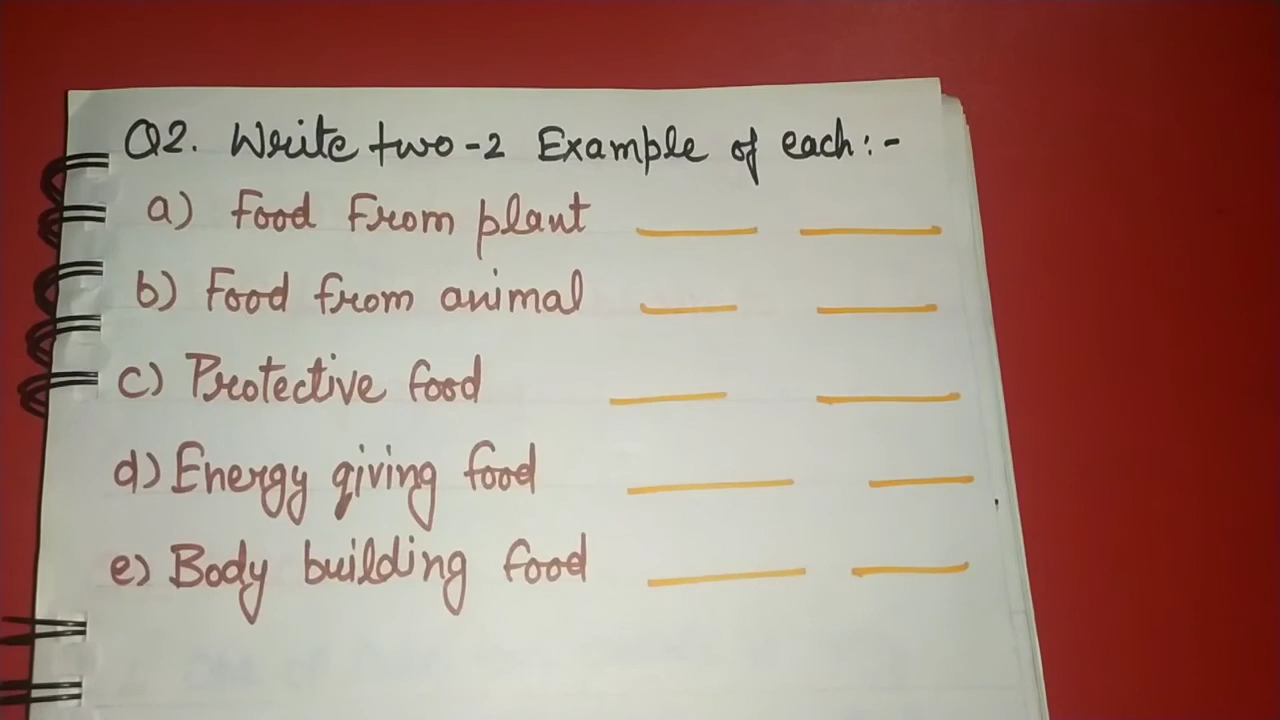 Q2. Write two-2 Example of each:-
a) Food From plant
b) Food from animal
c) Protective food
d) Energy giving food
e) Body building food